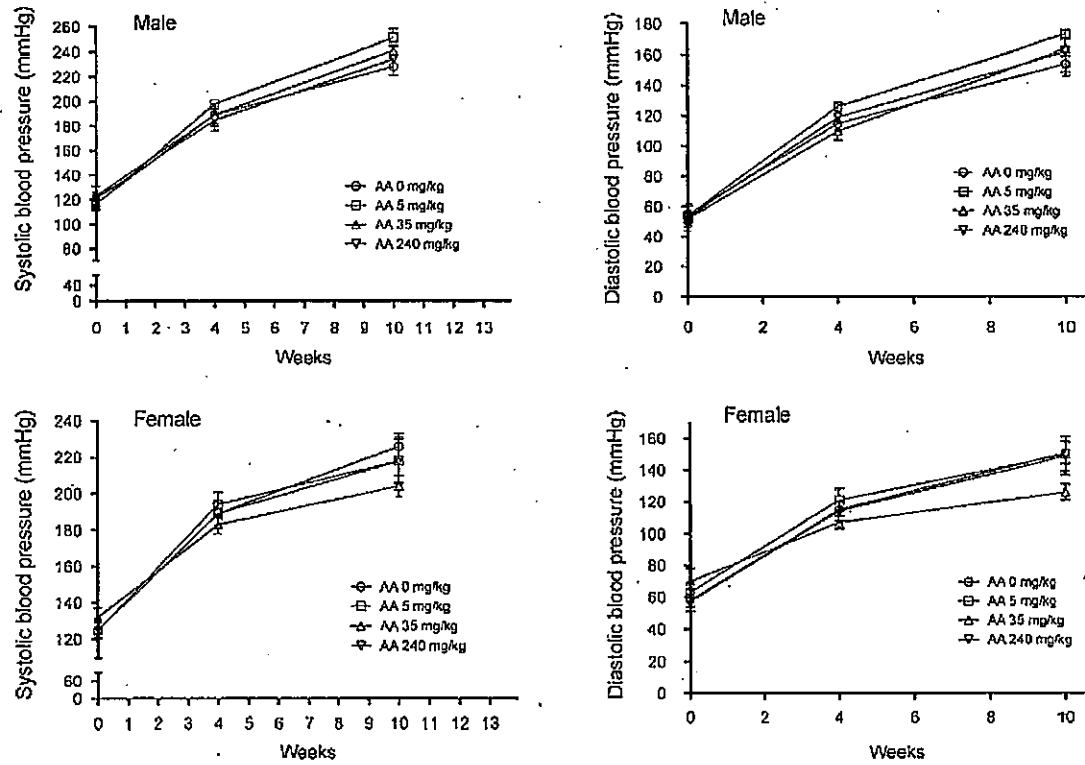 Male
Systolic blood pressure (mmHg)
260
240
220
200
180
160
140
120
100
80
40
0
AA 0 mg/kg
AA 5 mg/kg
AA 35 mg/kg
AA 240 mg/kg
0 1 2 3 4 5 6 7 8 9 10 11 12 13
Weeks
Male
Diastolic blood pressure (mmHg)
180
160
140
120
100
80
60
40
20
0
AA 0 mg/kg
AA 5 mg/kg
AA 35 mg/kg
AA 240 mg/kg
0 2 4 6 8 10
Weeks
Female
Systolic blood pressure (mmHg)
240
220
200
180
160
140
120
60
0
AA 0 mg/kg
AA 5 mg/kg
AA 35 mg/kg
AA 240 mg/kg
0 1 2 3 4 5 6 7 8 9 10 11 12 13
Weeks
Female
Diastolic blood pressure (mmHg)
160
140
120
100
80
60
40
20
0
AA 0 mg/kg
AA 5 mg/kg
AA 35 mg/kg
AA 240 mg/kg
0 2 4 6 8 10
Weeks